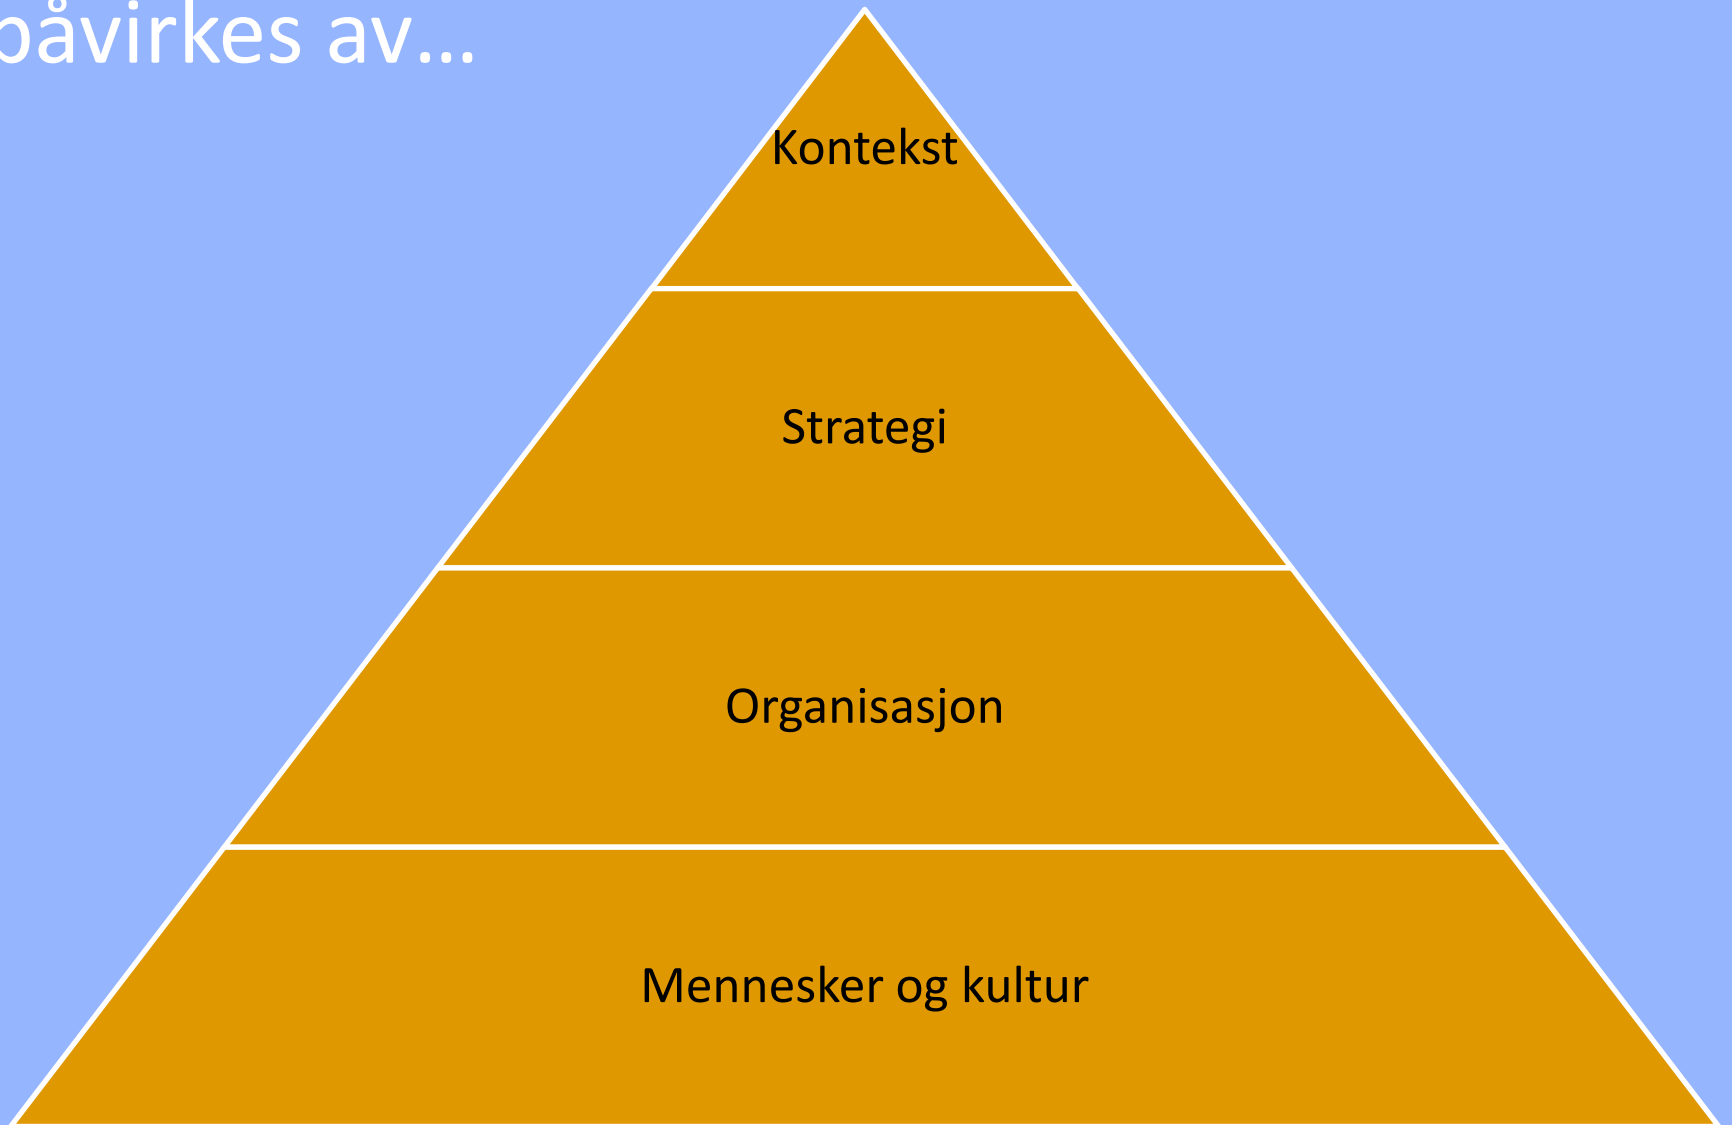 påvirkes av...
Kontekst
Strategi
Organisasjon
Mennesker og kultur